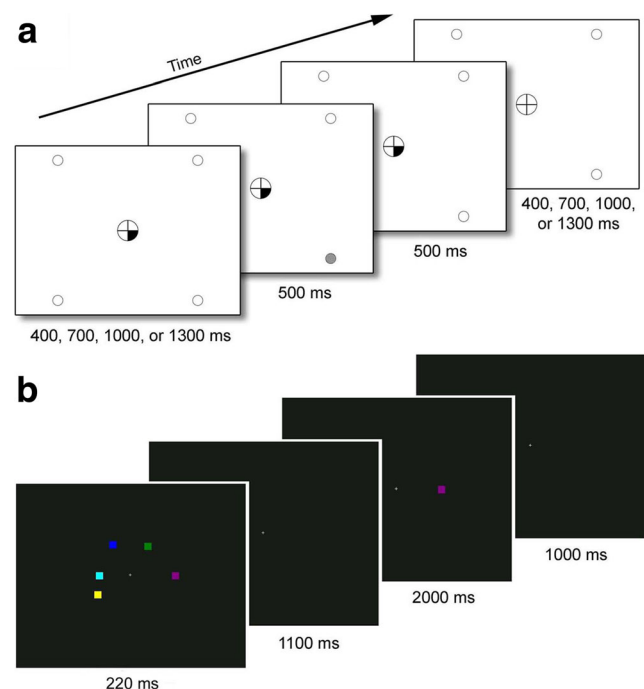 a
Time
400, 700, 1000, or 1300 ms
500 ms
500 ms
400, 700, 1000,
or 1300 ms
b
220 ms
1100 ms
2000 ms
1000 ms